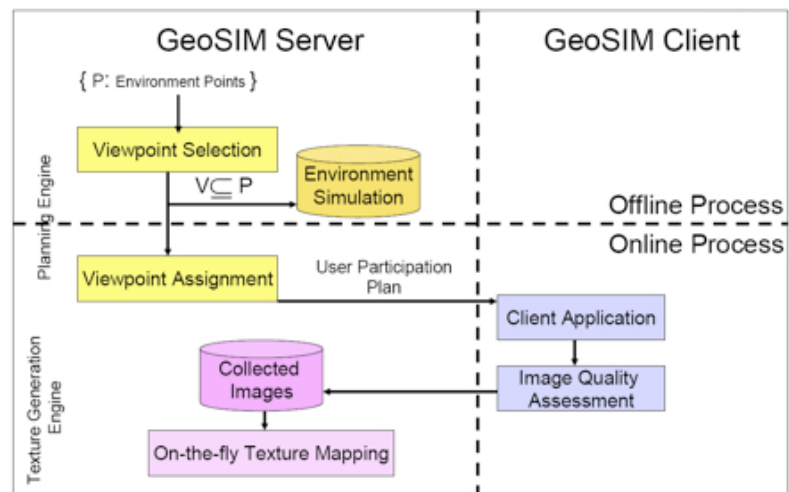 GeoSIM Server
GeoSIM Client
{ P: Environment Points }
Viewpoint Selection
V⊆ P
Environment
Simulation
Planning Engine
Offline Process
Online Process
Viewpoint Assignment
User Participation
Plan
Client Application
Image Quality
Assessment
Collected
Images
On-the-fly Texture Mapping
Texture Generation
Engine